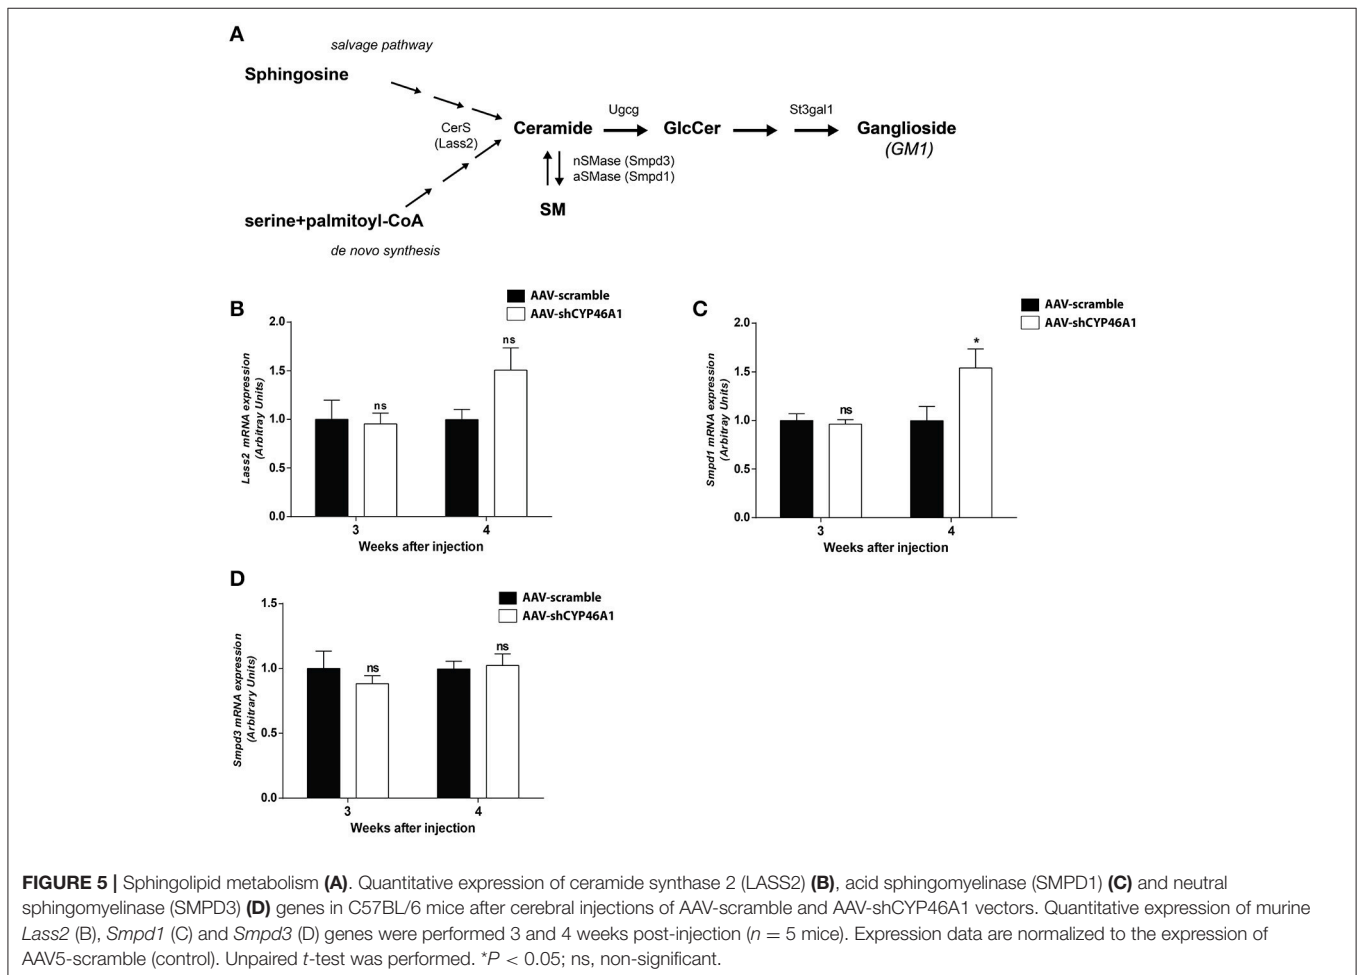 A
salvage pathway
Sphingosine
CerS
(Lass2)
Ceramide
Ugcg
GlcCer
St3gal1
Ganglioside
(GM1)
nSMase (Smpd3)
aSMase (Smpd1)
SM
serine+palmitoyl-CoA
de novo synthesis
B
AAV-scramble
AAV-shCYP46A1
Lass2 mRNA expression
(Arbitray Units)
2.0
1.5
1.0
0.5
0.0
ns
ns
3
4
Weeks after injection
C
AAV-scramble
AAV-shCYP46A1
Smpd1 mRNA expression
(Arbitray Units)
2.0
1.5
1.0
0.5
0.0
ns
*
3
4
Weeks after injection
D
AAV-scramble
AAV-shCYP46A1
Smpd3 mRNA expression
(Arbitrary Units)
1.5
1.0
0.5
0.0
ns
ns
3
4
Weeks after injection
FIGURE 5 | Sphingolipid metabolism (A). Quantitative expression of ceramide synthase 2 (LASS2) (B), acid sphingomyelinase (SMPD1) (C) and neutral
sphingomyelinase (SMPD3) (D) genes in C57BL/6 mice after cerebral injections of AAV-scramble and AAV-shCYP46A1 vectors. Quantitative expression of murine
Lass2 (B), Smpd1 (C) and Smpd3 (D) genes were performed 3 and 4 weeks post-injection (n = 5 mice). Expression data are normalized to the expression of
AAV5-scramble (control). Unpaired t-test was performed. *P < 0.05; ns, non-significant.